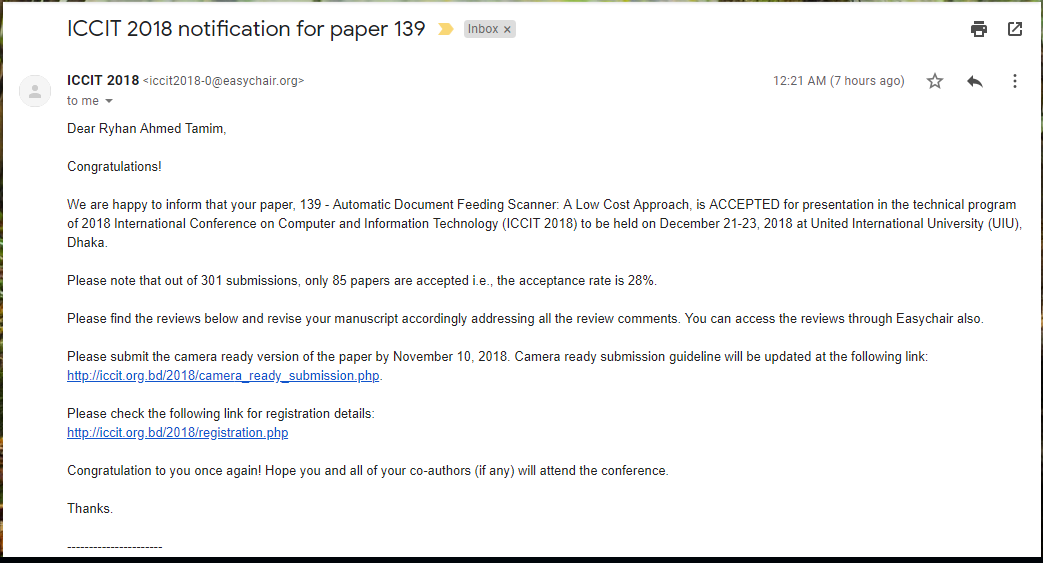 ICCIT 2018 notification for paper 139 Inbox x
ICCIT 2018 <iccit2018-0@easychair.org> 12:21 AM (7 hours ago)
to me
Dear Ryhan Ahmed Tamim,
Congratulations!
We are happy to inform that your paper, 139 - Automatic Document Feeding Scanner: A Low Cost Approach, is ACCEPTED for presentation in the technical program
of 2018 International Conference on Computer and Information Technology (ICCIT 2018) to be held on December 21-23, 2018 at United International University (UIU),
Dhaka.
Please note that out of 301 submissions, only 85 papers are accepted i.e., the acceptance rate is 28%.
Please find the reviews below and revise your manuscript accordingly addressing all the review comments. You can access the reviews through Easychair also.
Please submit the camera ready version of the paper by November 10, 2018. Camera ready submission guideline will be updated at the following link:
http://iccit.org.bd/2018/camera_ready_submission.php.
Please check the following link for registration details:
http://iccit.org.bd/2018/registration.php
Congratulation to you once again! Hope you and all of your co-authors (if any) will attend the conference.
Thanks.
----------------------